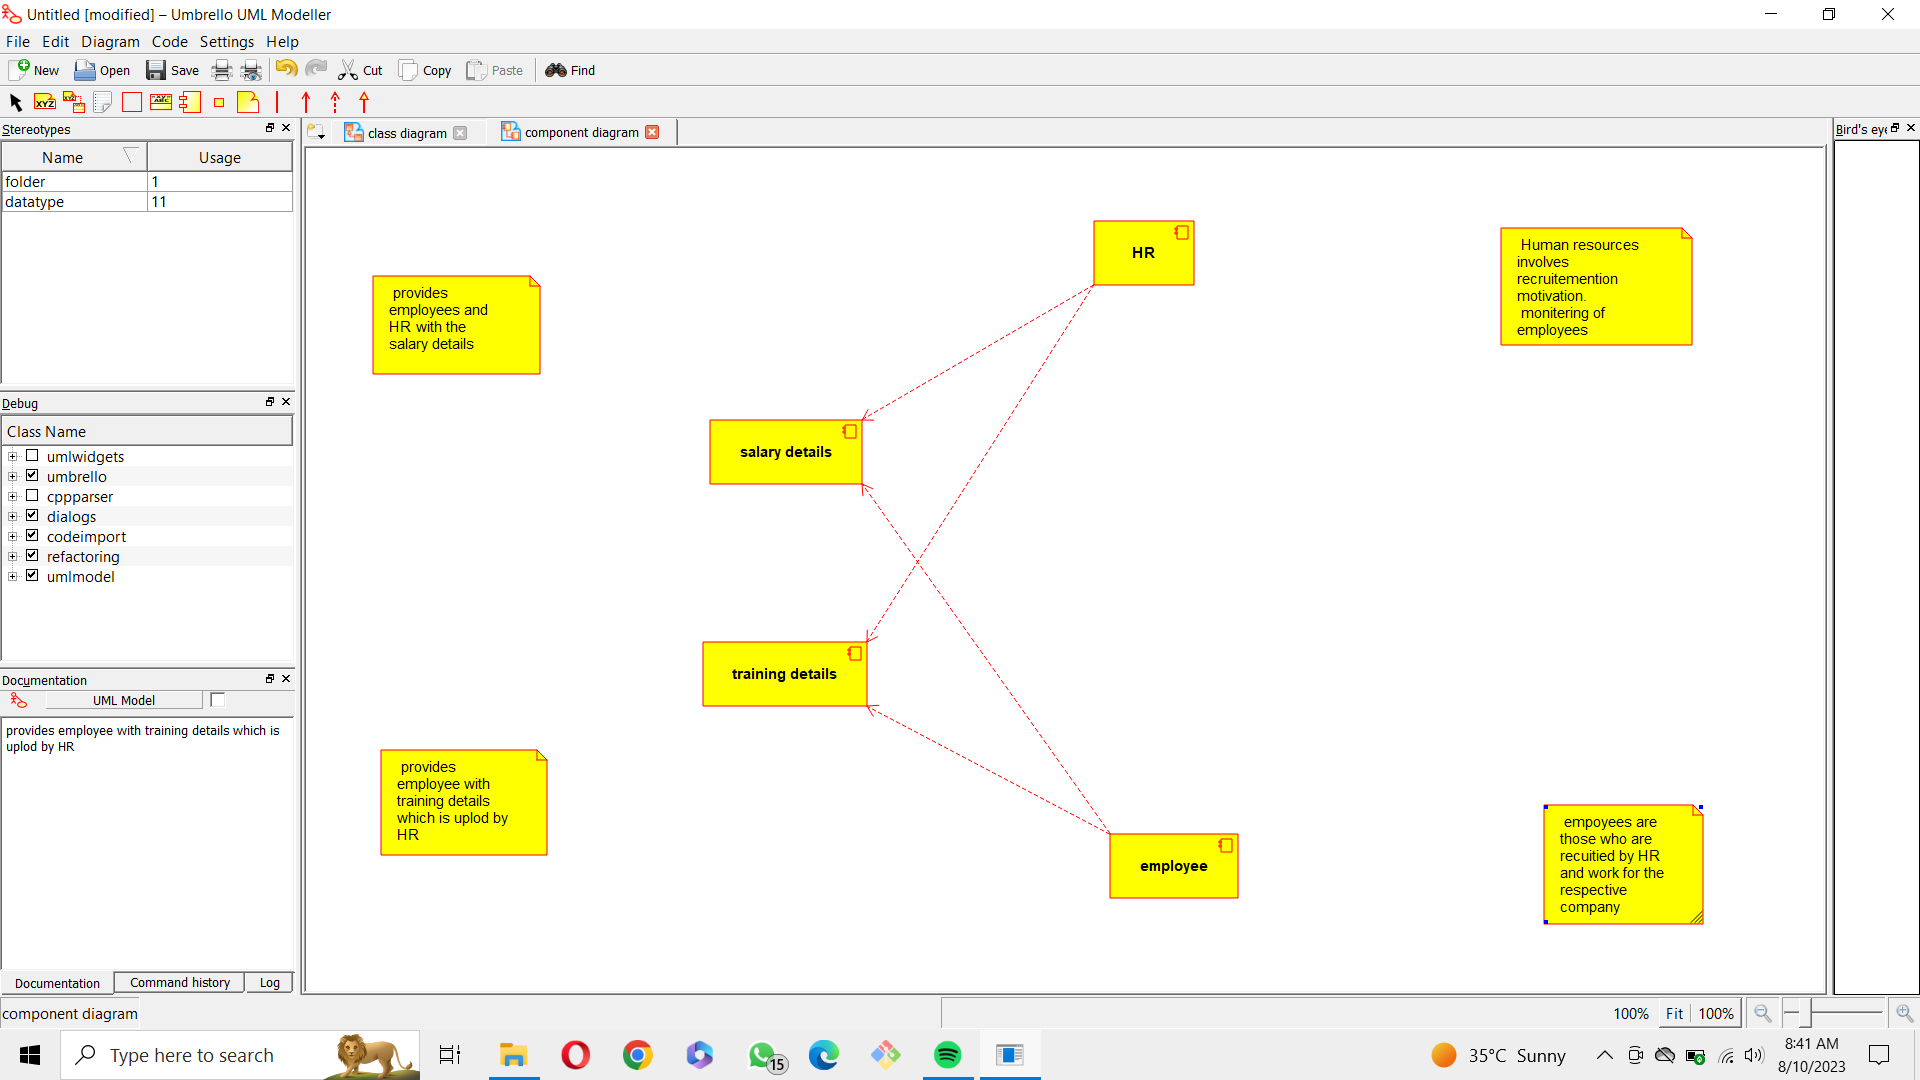 Untitled [modified] – Umbrello UML Modeller
File Edit Diagram Code Settings Help
New Open Save Cut Copy Paste Find
XYZ XYZ ABC
Stereotypes
Name Usage
folder 1
datatype 11
Debug
Class Name
umlwidgets
umbrello
cppparser
dialogs
codeimport
refactoring
umlmodel
Documentation
UML Model
provides employee with training details which is
uplod by HR
Documentation Command history Log
class diagram component diagram
provides
employees and
HR with the
salary details
HR
Human resources
involves
recruitemention
motivation.
monitering of
employees
salary details
training details
provides
employee with
training details
which is uplod by
HR
employee
empoyees are
those who are
recuitied by HR
and work for the
respective
company
Bird's eye
component diagram
100% Fit 100%
Type here to search
15
35°C Sunny
8:41 AM
8/10/2023